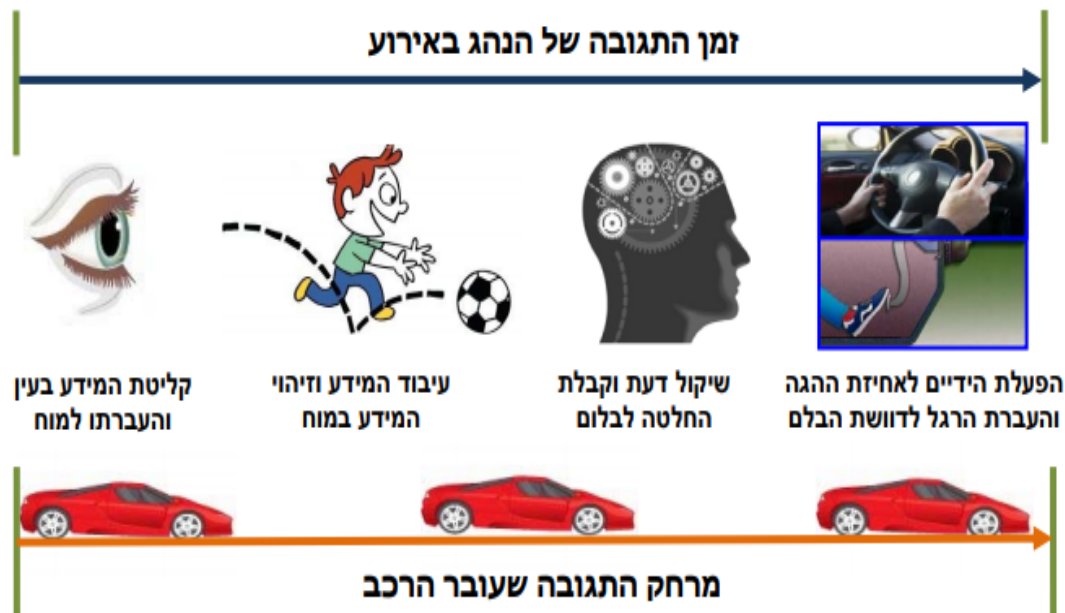 זמן התגובה של הנהג באירוע
קליטת המידע בעין
והעברתו למוח
עיבוד המידע וזיהוי
המידע במוח
שיקול דעת וקבלת
החלטה לבלום
הפעלת הידיים לאחיזת ההגה
והעברת הרגל לדוושת הבלם
מרחק התגובה שעובר הרכב